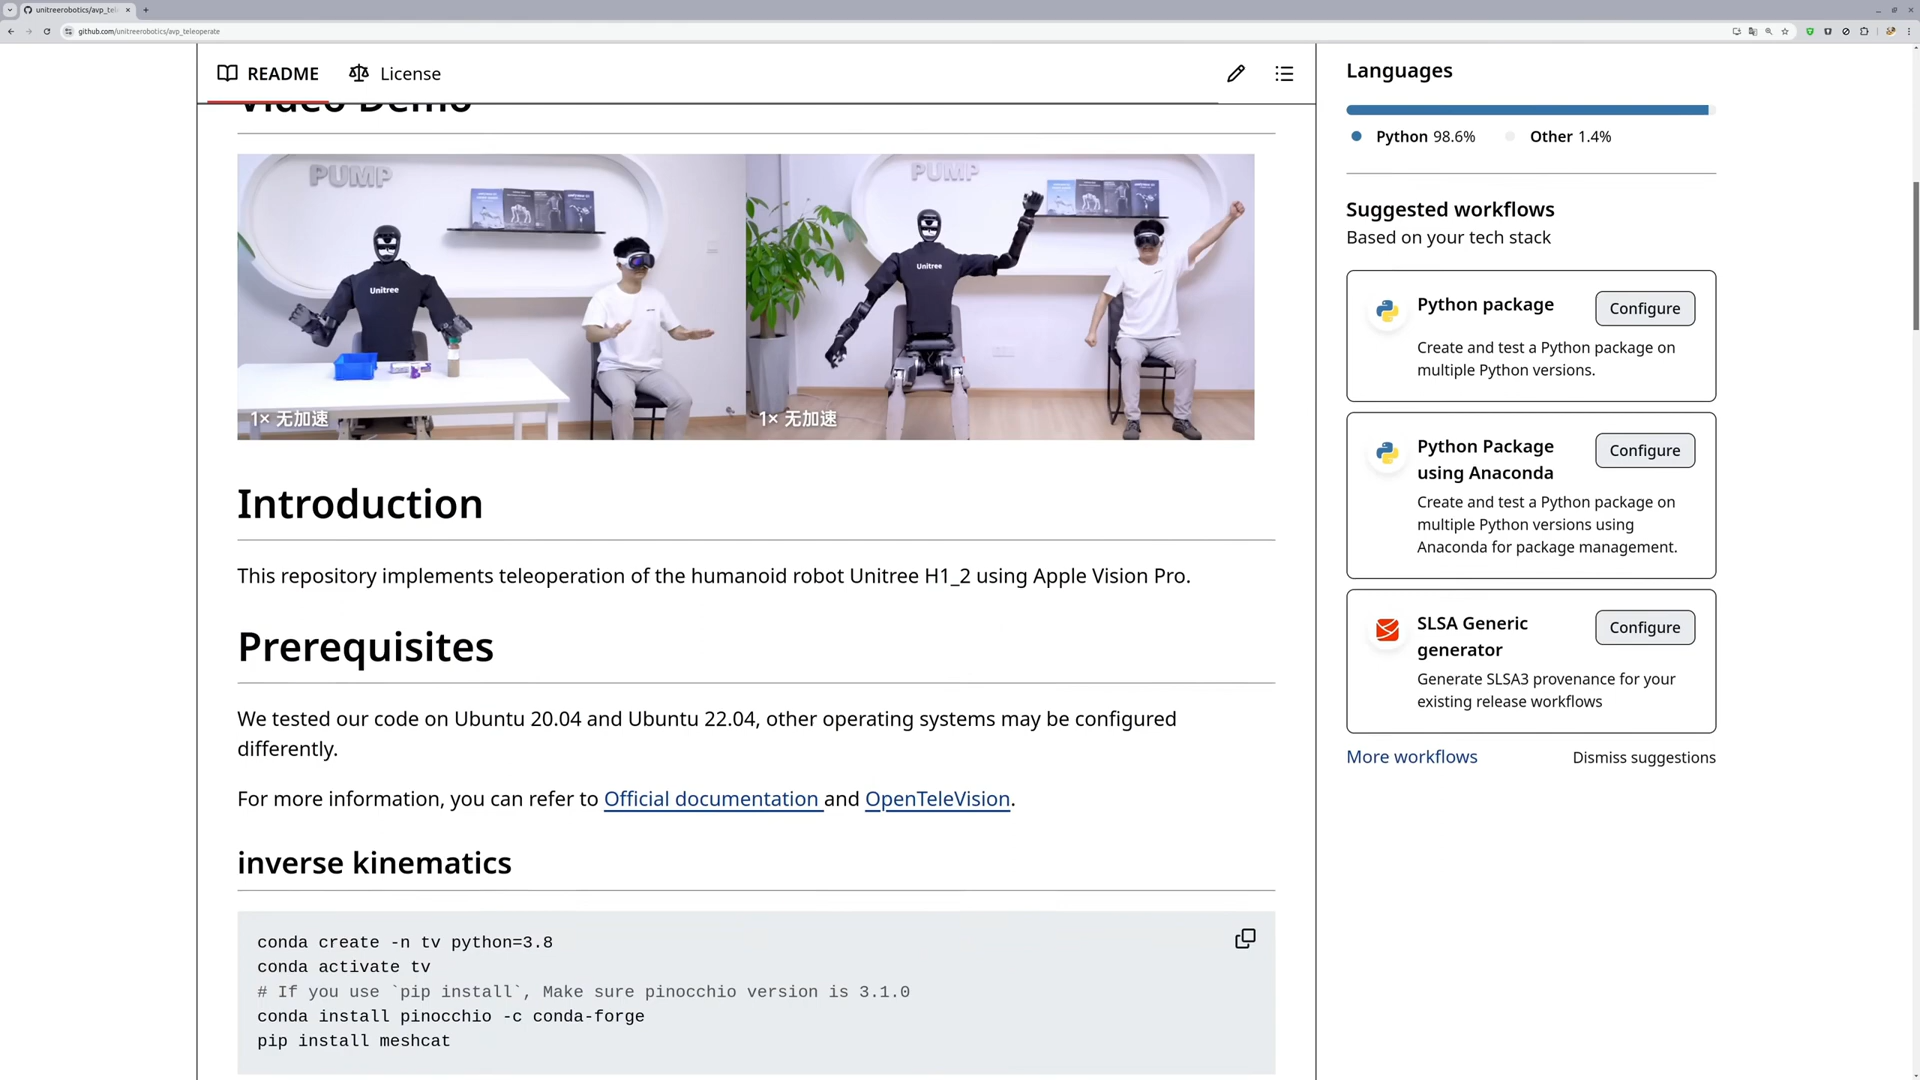 unitreerobotics/avp_tel
github.com/unitreerobotics/avp_teleoperate
README
License
Video Demo
PUMP
Unitree
1× 无加速
PUMP
Unitree
1× 无加速
Introduction
This repository implements teleoperation of the humanoid robot Unitree H1_2 using Apple Vision Pro.
Prerequisites
We tested our code on Ubuntu 20.04 and Ubuntu 22.04, other operating systems may be configured
differently.
For more information, you can refer to Official documentation and OpenTeleVision.
inverse kinematics
conda create -n tv python=3.8
conda activate tv
# If you use `pip install`, Make sure pinocchio version is 3.1.0
conda install pinocchio -c conda-forge
pip install meshcat
Languages
Python 98.6%
Other 1.4%
Suggested workflows
Based on your tech stack
Python package
Configure
Create and test a Python package on
multiple Python versions.
Python Package
using Anaconda
Configure
Create and test a Python package on
multiple Python versions using
Anaconda for package management.
SLSA Generic
generator
Configure
Generate SLSA3 provenance for your
existing release workflows
More workflows
Dismiss suggestions